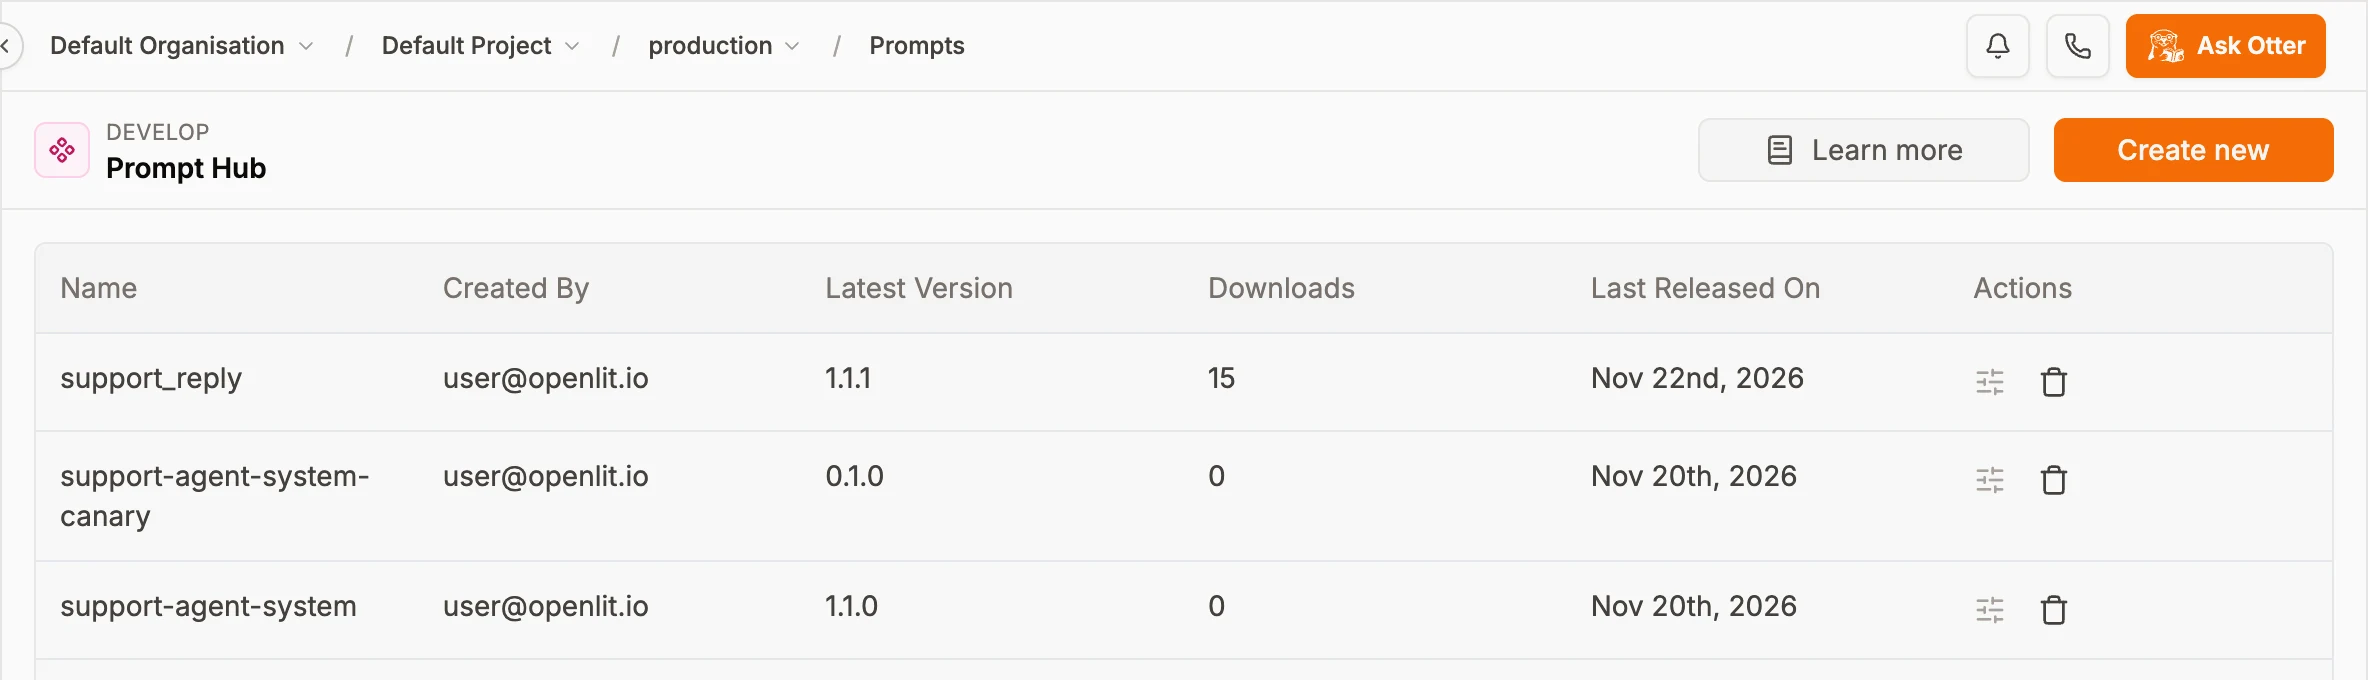 Default Organisation / Default Project / production / Prompts
Ask Otter
DEVELOP
Prompt Hub
Learn more
Create new
Name Created By Latest Version Downloads Last Released On Actions
support_reply user@openlit.io 1.1.1 15 Nov 22nd, 2026
support-agent-system- user@openlit.io 0.1.0 0 Nov 20th, 2026
canary
support-agent-system user@openlit.io 1.1.0 0 Nov 20th, 2026